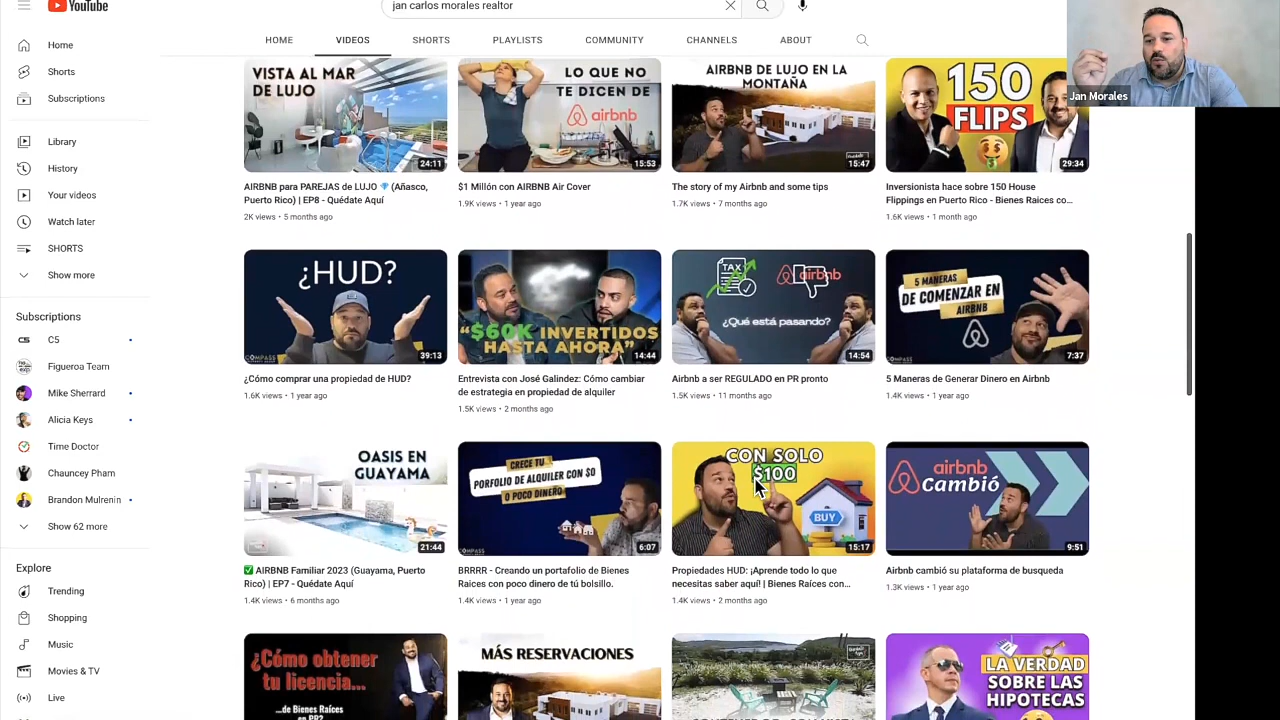 YouTube
jan carlos morales realtor
HOME
VIDEOS
SHORTS
PLAYLISTS
COMMUNITY
CHANNELS
ABOUT
Jan Morales
Home
Shorts
Subscriptions
Library
History
Your videos
Watch later
SHORTS
Show more
Subscriptions
C5
Figueroa Team
Mike Sherrard
Alicia Keys
Time Doctor
Chauncey Pham
Brandon Mulrenin
Show 62 more
Explore
Trending
Shopping
Music
Movies & TV
Live
VISTA AL MAR
DE LUJO
24:11
AIRBNB para PAREJAS de LUJO 💎 (Añasco,
Puerto Rico) | EP8 - Quédate Aquí
2K views • 5 months ago
LO QUE NO
TE DICEN DE
airbnb
15:53
$1 Millón con AIRBNB Air Cover
1.9K views • 1 year ago
AIRBNB DE LUJO EN LA
MONTAÑA
15:47
The story of my Airbnb and some tips
1.7K views • 7 months ago
150
FLIPS
29:34
Inversionista hace sobre 150 House
Flippings en Puerto Rico - Bienes Raices co...
1.6K views • 1 month ago
¿HUD?
COMPASS
39:13
¿Cómo comprar una propiedad de HUD?
1.6K views • 1 year ago
“$60K INVERTIDOS
HASTA AHORA”
14:44
Entrevista con José Galindez: Cómo cambiar
de estrategia en propiedad de alquiler
1.5K views • 2 months ago
TAX
airbnb
¿Qué está pasando?
COMPASS
14:54
Airbnb a ser REGULADO en PR pronto
1.5K views • 11 months ago
5 MANERAS
DE COMENZAR EN
AIRBNB
COMPASS
7:37
5 Maneras de Generar Dinero en Airbnb
1.4K views • 1 year ago
OASIS EN
GUAYAMA
21:44
✅ AIRBNB Familiar 2023 (Guayama, Puerto
Rico) | EP7 - Quédate Aquí
1.4K views • 6 months ago
CRECE TU
PORFOLIO DE ALQUILER CON $0
O POCO DINERO
COMPASS
6:07
BRRRR - Creando un portafolio de Bienes
Raices con poco dinero de tú bolsillo.
1.4K views • 1 year ago
CON SOLO
$100
BUY
15:17
Propiedades HUD: ¡Aprende todo lo que
necesitas saber aquí! | Bienes Raíces con...
1.4K views • 2 months ago
airbnb
Cambió
9:51
Airbnb cambió su plataforma de busqueda
1.3K views • 1 year ago
¿Cómo obtener
tu licencia...
...de Bienes Raíces
en PR?
MÁS RESERVACIONES
LA VERDAD
SOBRE LAS
HIPOTECAS